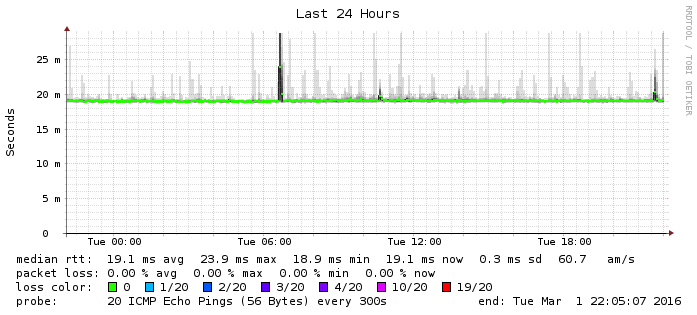 Last 24 Hours
RRDTOOL / TOBI OETIKER
Seconds
25 m
20 m
15 m
10 m
5 m
0
Tue 00:00 Tue 06:00 Tue 12:00 Tue 18:00
median rtt: 19.1 ms avg 23.9 ms max 18.9 ms min 19.1 ms now 0.3 ms sd 60.7 am/s
packet loss: 0.00 % avg 0.00 % max 0.00 % min 0.00 % now
loss color: 0 1/20 2/20 3/20 4/20 10/20 19/20
probe: 20 ICMP Echo Pings (56 Bytes) every 300s end: Tue Mar 1 22:05:07 2016